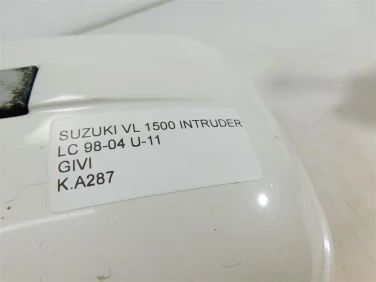 SUZUKI VL 1500 INTRUDER
LC 98-04 U-11
GIVI
K.A287